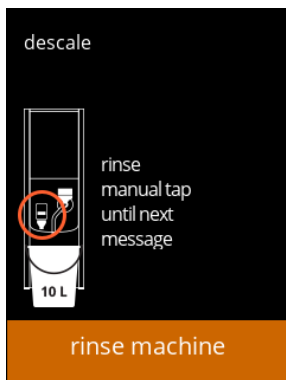 descale
rinse
manual tap
until next
message
10 L
rinse machine